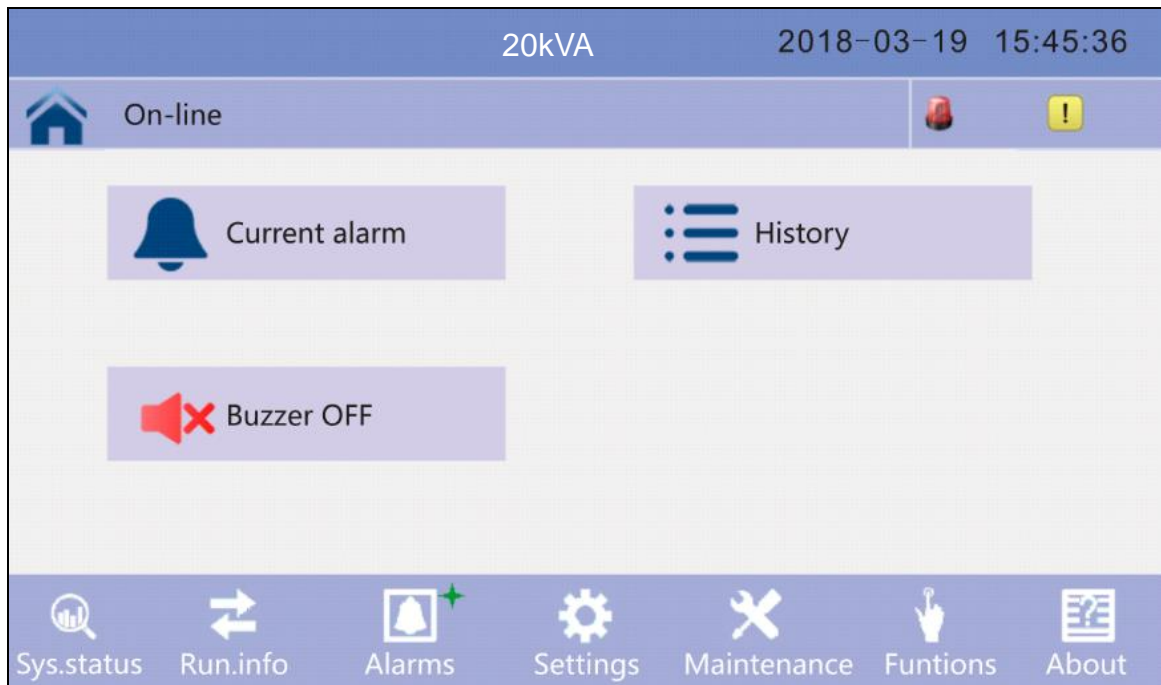 20kVA 2018-03-19 15:45:36
On-line !
Current alarm History
Buzzer OFF
Sys.status Run.info Alarms Settings Maintenance Funtions About